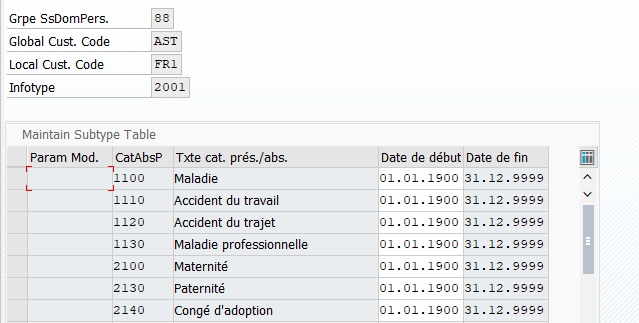 Grpe SsDomPers. 88
Global Cust. Code AST
Local Cust. Code FR1
Infotype 2001
Maintain Subtype Table
Param Mod. CatAbsP Txte cat. prés./abs. Date de début Date de fin
1100 Maladie 01.01.1900 31.12.9999
1110 Accident du travail 01.01.1900 31.12.9999
1120 Accident du trajet 01.01.1900 31.12.9999
1130 Maladie professionnelle 01.01.1900 31.12.9999
2100 Maternité 01.01.1900 31.12.9999
2130 Paternité 01.01.1900 31.12.9999
2140 Congé d'adoption 01.01.1900 31.12.9999